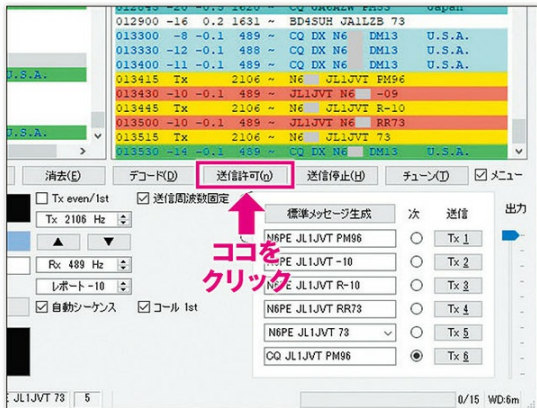 012900 -16 0.2 1631 ~ BD4SUH JA1LZB 73
013300 -8 -0.1 489 ~ CQ DX N6 DM13 U.S.A.
013330 -12 -0.1 488 ~ CQ DX N6 DM13 U.S.A.
013400 -11 -0.1 489 ~ CQ DX N6 DM13 U.S.A.
U.S.A.
013415 Tx 2106 ~ N6 JL1JVT PM96
013430 -10 -0.1 489 ~ JL1JVT N6 -09
013445 Tx 2106 ~ N6 JL1JVT R-10
013500 -10 -0.1 489 ~ JL1JVT N6 RR73
U.S.A.
013515 Tx 2106 ~ N6 JL1JVT 73
013530 -14 -0.1 489 ~ CQ DX N6 DM13 U.S.A.
消去(E) デコード(D) 送信許可(n) 送信停止(H) チューン(T) メニュー
Tx even/1st 送信周波数固定
Tx 2106 Hz
標準メッセージ生成 次 送信 出力
ココを
クリック
N6PE JL1JVT PM96 Tx 1
Rx 489 Hz
PE JL1JVT -10 Tx 2
レポート -10
N6PE JL1JVT R-10 Tx 3
自動シーケンス コール 1st
N6PE JL1JVT RR73 Tx 4
N6PE JL1JVT 73 Tx 5
CQ JL1JVT PM96 Tx 6
JL1JVT 73 5 0/15 WD:6m